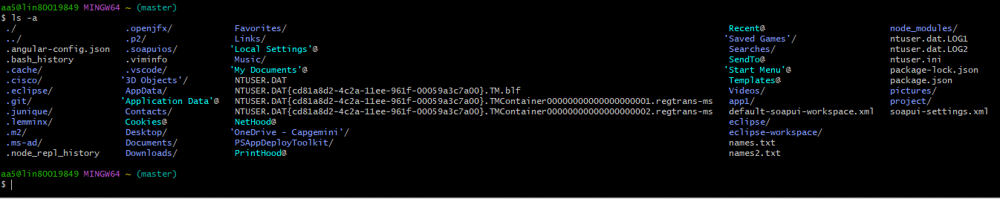 aa5@lin80019849 MINGW64 ~ (master)
$ ls -a
./ .openjfx/ Favorites/ Recent@ node_modules/
../ .p2/ Links/ 'Saved Games'/ ntuser.dat.LOG1
.angular-config.json .soapuios/ 'Local Settings'@ Searches/ ntuser.dat.LOG2
.bash_history .viminfo Music/ SendTo@ ntuser.ini
.cache/ .vscode/ 'My Documents'@ 'Start Menu'@ package-lock.json
.cisco/ '3D Objects'/ NTUSER.DAT Templates@ package.json
.eclipse/ AppData/ NTUSER.DAT{cd81a8d2-4c2a-11ee-961f-00059a3c7a00}.TM.blf Videos/ pictures/
.git/ 'Application Data'@ NTUSER.DAT{cd81a8d2-4c2a-11ee-961f-00059a3c7a00}.TMContainer00000000000000000001.regtrans-ms app1/ project/
.junique/ Contacts/ NTUSER.DAT{cd81a8d2-4c2a-11ee-961f-00059a3c7a00}.TMContainer00000000000000000002.regtrans-ms default-soapui-workspace.xml soapui-settings.xml
.lemminx/ Cookies@ NetHood@ eclipse/
.m2/ Desktop/ 'OneDrive - Capgemini'/ eclipse-workspace/
.ms-ad/ Documents/ PSAppDeployToolkit/ names.txt
.node_repl_history Downloads/ PrintHood@ names2.txt
aa5@lin80019849 MINGW64 ~ (master)
$